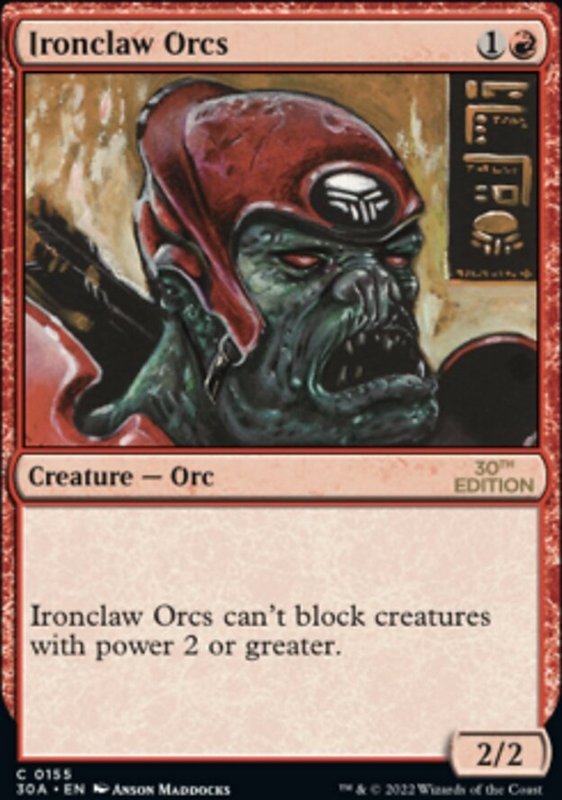 Ironclaw Orcs 1
Creature — Orc
30TH
EDITION
Ironclaw Orcs can't block creatures
with power 2 or greater.
2/2
C 0155
30A • EN Anson Maddocks
™ & © 2022 Wizards of the Coast